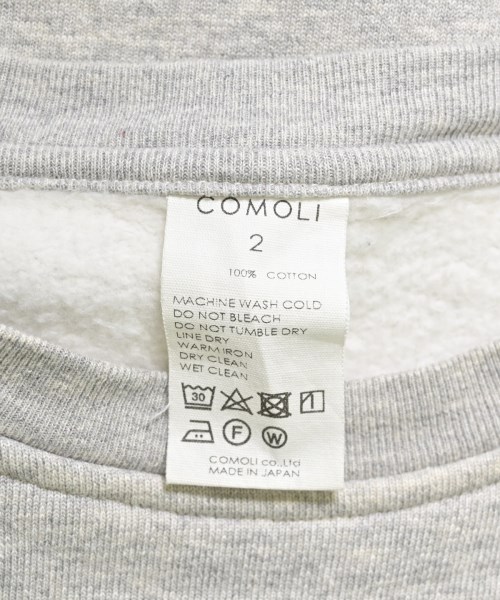 COMOLI
2
100% COTTON
MACHINE WASH COLD
DO NOT BLEACH
DO NOT TUMBLE DRY
LINE DRY
WARM IRON
DRY CLEAN
WET CLEAN
30
F W
COMOLI co.,Ltd
MADE IN JAPAN